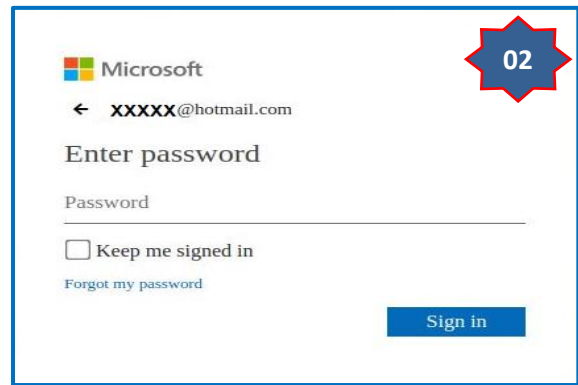 Microsoft
02
← XXXXX@hotmail.com
Enter password
Password
Keep me signed in
Forgot my password
Sign in